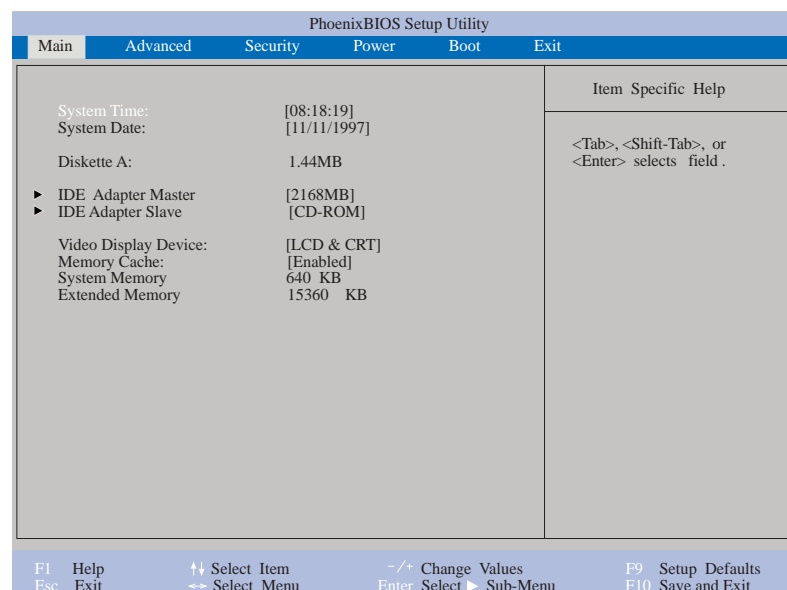 PhoenixBIOS Setup Utility
Main Advanced Security Power Boot Exit
Item Specific Help
System Time: [08:18:19]
System Date: [11/11/1997]
<Tab>, <Shift-Tab>, or
<Enter> selects field .
Diskette A: 1.44MB
IDE Adapter Master [2168MB]
IDE Adapter Slave [CD-ROM]
Video Display Device: [LCD & CRT]
Memory Cache: [Enabled]
System Memory 640 KB
Extended Memory 15360 KB
F1 Help Select Item -/+ Change Values F9 Setup Defaults
Esc Exit Select Menu Enter Select Sub-Menu F10 Save and Exit